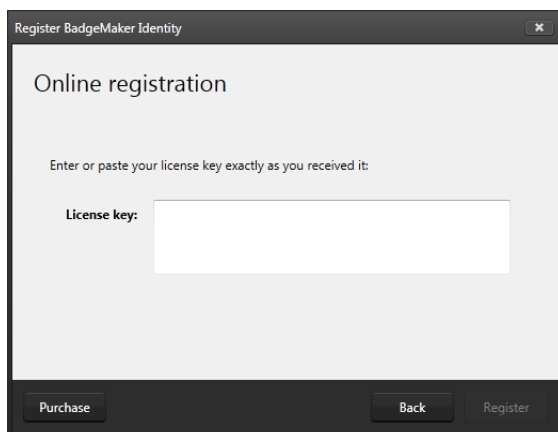 Register BadgeMaker Identity
Online registration
Enter or paste your license key exactly as you received it:
License key:
Purchase
Back
Register